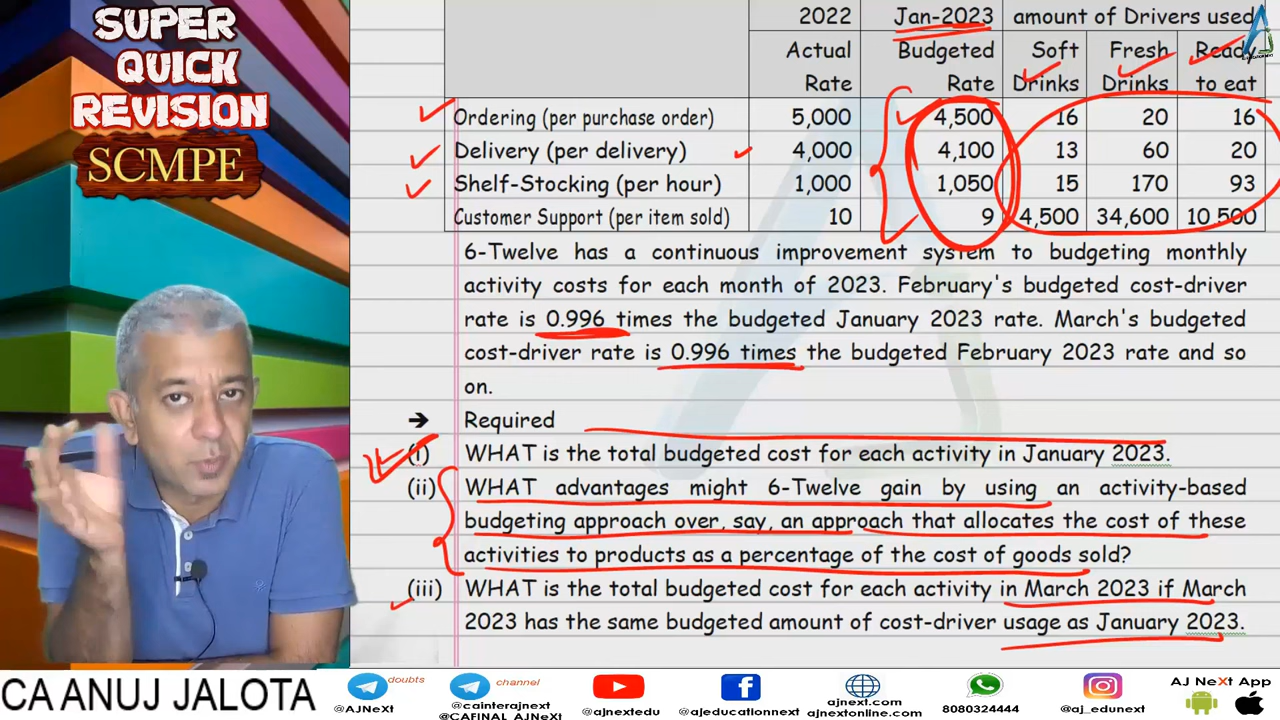 SUPER
QUICK
REVISION
SCMPE
2022 Jan-2023 amount of Drivers used
Actual Budgeted Soft Fresh Ready
Rate Rate Drinks Drinks to eat
Ordering (per purchase order) 5,000 4,500 16 20 16
Delivery (per delivery) 4,000 4,100 13 60 20
Shelf-Stocking (per hour) 1,000 1,050 15 170 93
Customer Support (per item sold) 10 9 4,500 34,600 10,500
6-Twelve has a continuous improvement system to budgeting monthly
activity costs for each month of 2023. February's budgeted cost-driver
rate is 0.996 times the budgeted January 2023 rate. March's budgeted
cost-driver rate is 0.996 times the budgeted February 2023 rate and so
on.
➔ Required
(i) WHAT is the total budgeted cost for each activity in January 2023.
(ii) WHAT advantages might 6-Twelve gain by using an activity-based
budgeting approach over, say, an approach that allocates the cost of these
activities to products as a percentage of the cost of goods sold?
(iii) WHAT is the total budgeted cost for each activity in March 2023 if March
2023 has the same budgeted amount of cost-driver usage as January 2023.
CA ANUJ JALOTA
doubts
@AJNeXt
channel
@cainterajnext
@CAFINAL_AJNeXt
@ajnextedu
@ajeducationnext
ajnext.com
ajnextonline.com
8080324444
@aj_edunext
AJ NeXt App